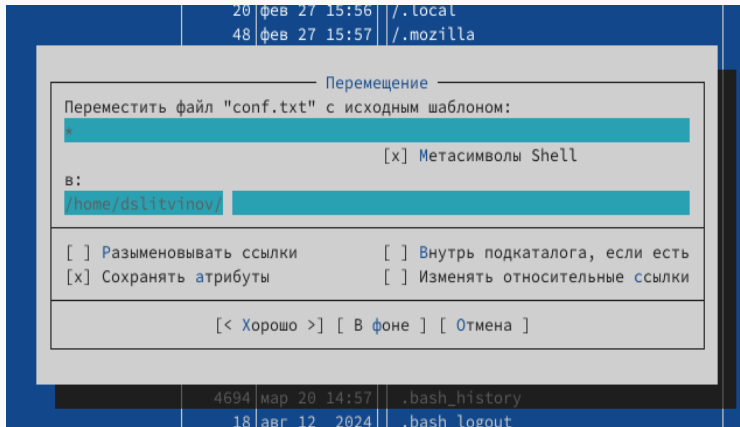 20 фев 27 15:56 /.local
48 фев 27 15:57 /.mozilla
Перемещение
Переместить файл "conf.txt" с исходным шаблоном:
*
[x] Метасимволы Shell
в:
/home/dslitvinov/
[ ] Разыменовывать ссылки [ ] Внутрь подкаталога, если есть
[x] Сохранять атрибуты [ ] Изменять относительные ссылки
[< Хорошо >] [ В фоне ] [ Отмена ]
4694 мар 20 14:57 .bash_history
18 авг 12 2024 .bash_logout